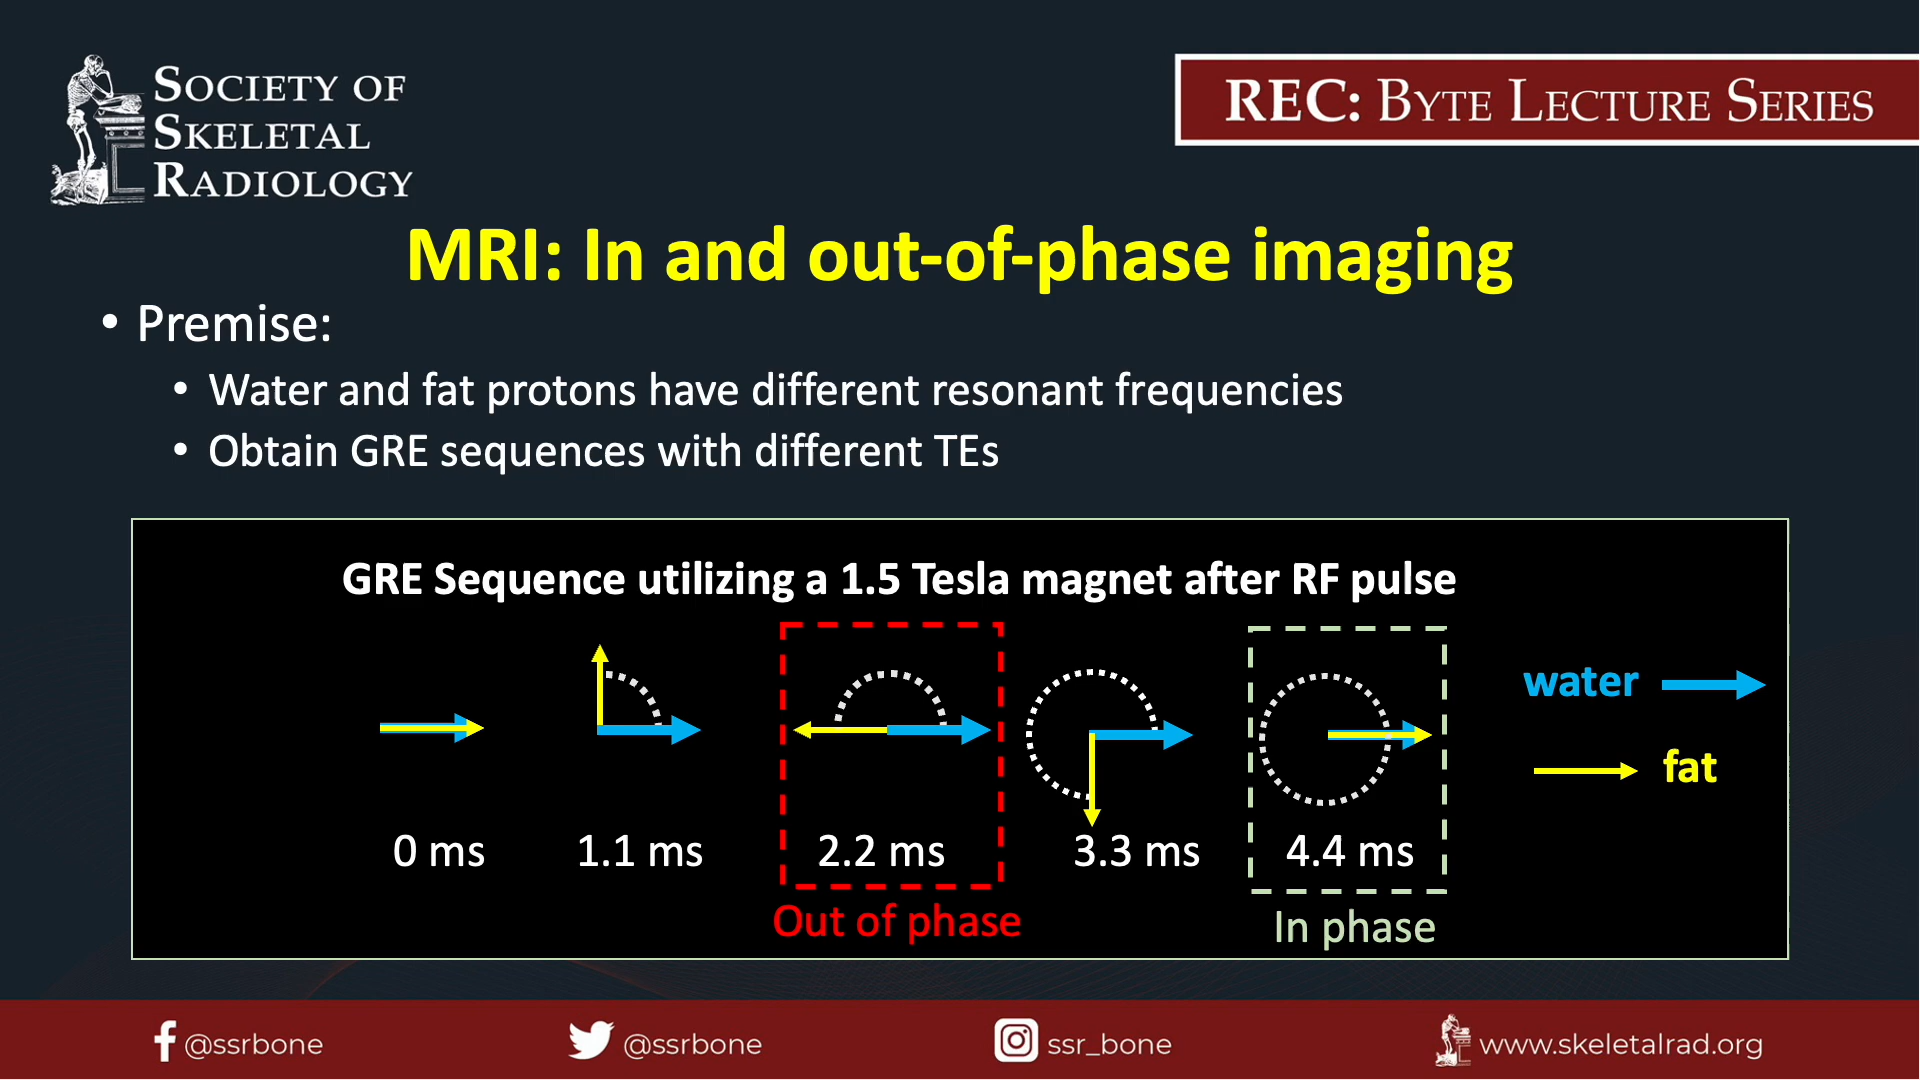 SOCIETY OF
SKELETAL
RADIOLOGY
REC: BYTE LECTURE SERIES
MRI: In and out-of-phase imaging
• Premise:
• Water and fat protons have different resonant frequencies
• Obtain GRE sequences with different TEs
GRE Sequence utilizing a 1.5 Tesla magnet after RF pulse
water
fat
0 ms 1.1 ms 2.2 ms 3.3 ms 4.4 ms
Out of phase In phase
@ssrbone @ssrbone ssr_bone www.skeletalrad.org